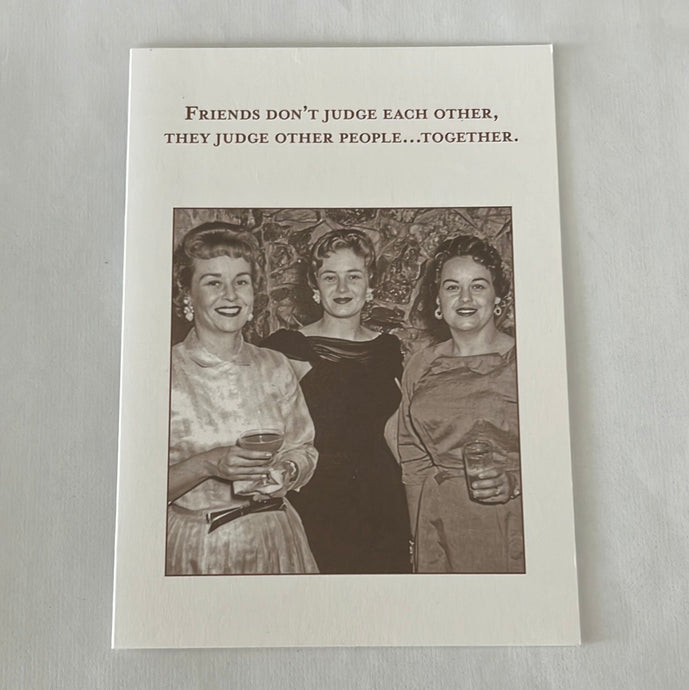 Friends don't judge each other,
they judge other people...together.